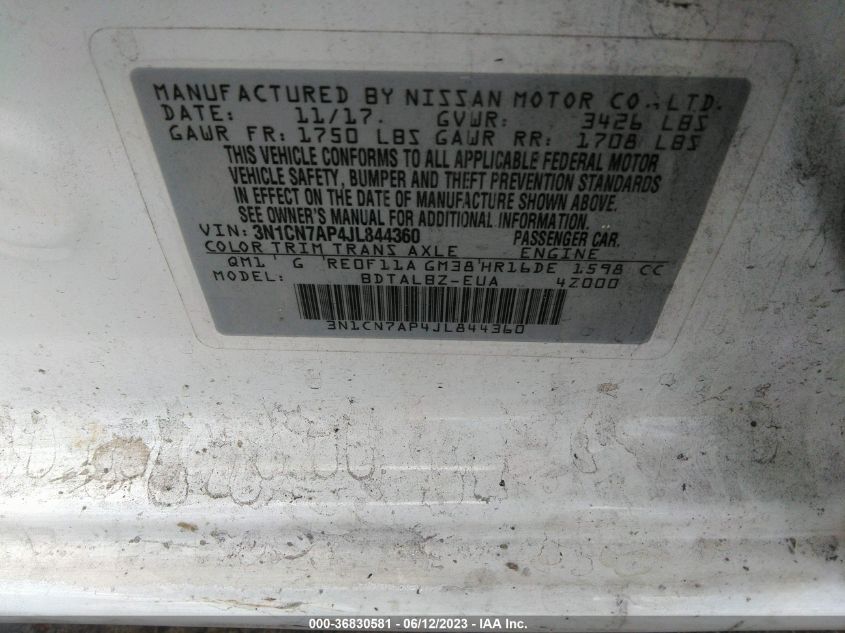 MANUFACTURED BY NISSAN MOTOR CO., LTD.
DATE: 11/17. GVWR: 3426 LBS
GAWR FR: 1750 LBS GAWR RR: 1708 LBS
THIS VEHICLE CONFORMS TO ALL APPLICABLE FEDERAL MOTOR
VEHICLE SAFETY, BUMPER AND THEFT PREVENTION STANDARDS
IN EFFECT ON THE DATE OF MANUFACTURE SHOWN ABOVE.
SEE OWNER'S MANUAL FOR ADDITIONAL INFORMATION.
VIN: 3N1CN7AP4JL844360 PASSENGER CAR.
COLOR TRIM TRANS AXLE ENGINE
QM1 ' G 'RE0F11A GM38'HR16DE 1598 CC
MODEL: BDTALBZ-EUA 4Z000
3N1CN7AP4JL844360
000-36830581 - 06/12/2023 - IAA Inc.